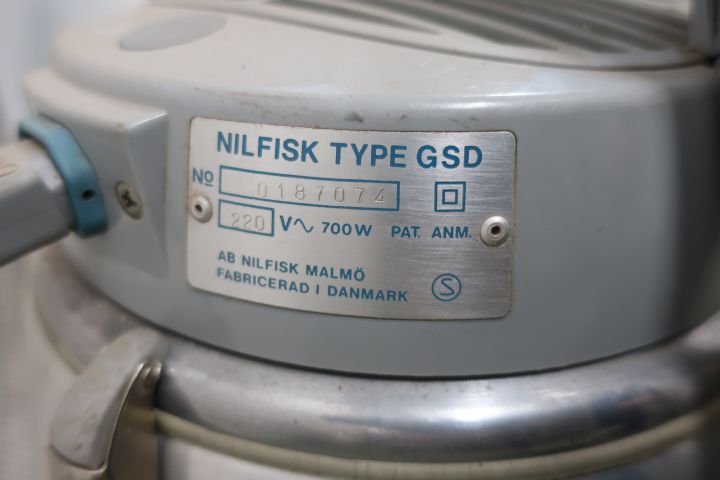 NILFISK TYPE GSD
Nº 0187074
220 V∿ 700W PAT. ANM.
AB NILFISK MALMÖ
FABRICERAD I DANMARK S